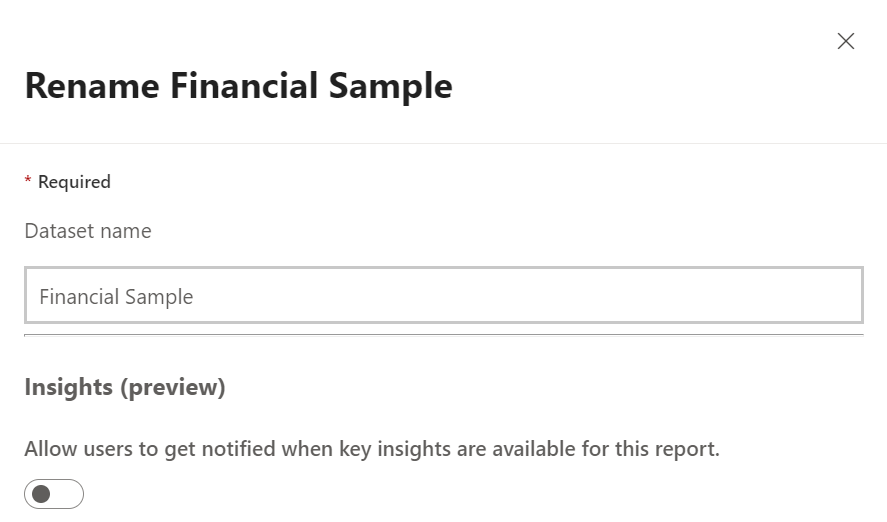 Rename Financial Sample
* Required
Dataset name
Financial Sample
Insights (preview)
Allow users to get notified when key insights are available for this report.